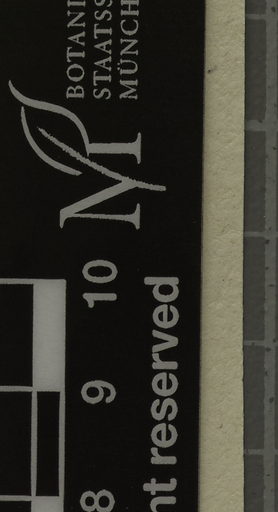 BOTANI
STAATSS
MÜNCH
M
8 9 10
nt reserved